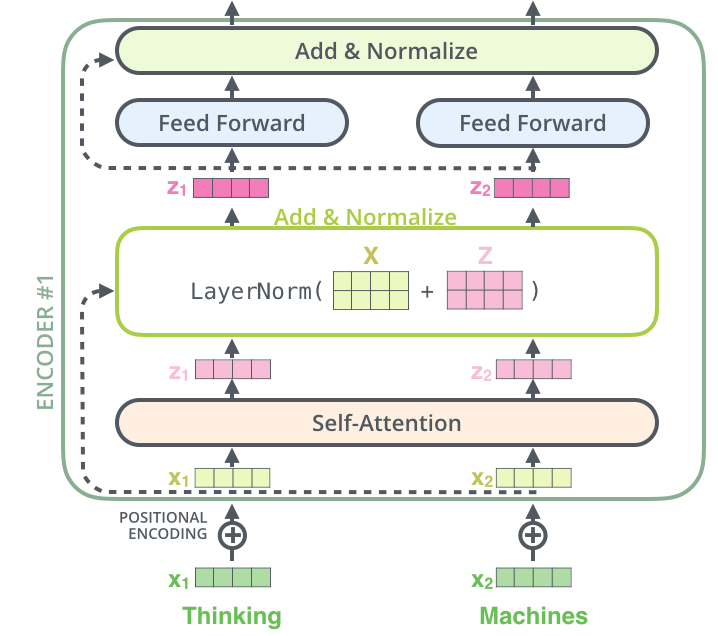 Add & Normalize
Feed Forward
Feed Forward
z1
z2
Add & Normalize
X
Z
LayerNorm( + )
ENCODER #1
z1
z2
Self-Attention
x1
x2
POSITIONAL
ENCODING
x1
x2
Thinking
Machines